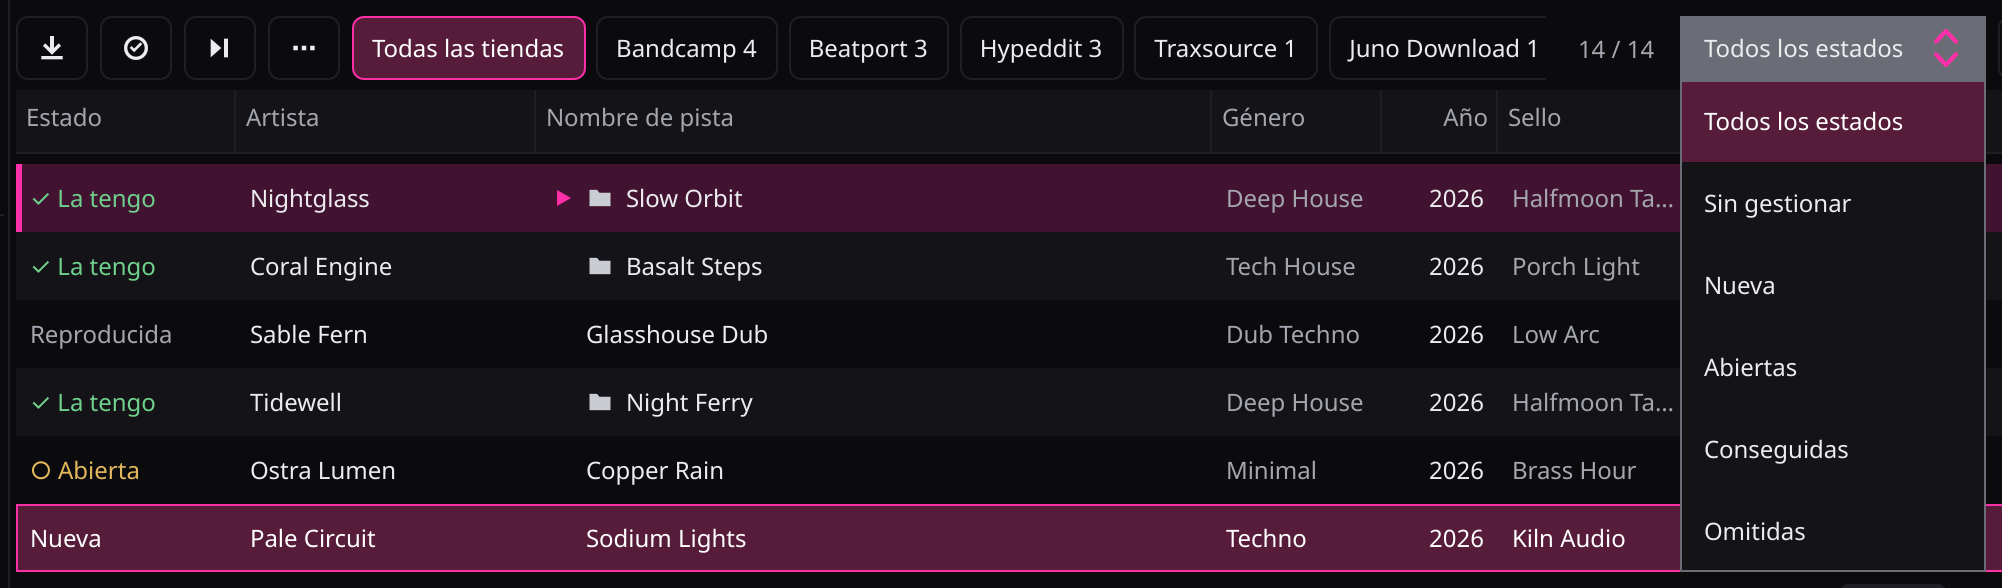 Todas las tiendas Bandcamp 4 Beatport 3 Hypeddit 3 Traxsource 1 Juno Download 1 14 / 14 Todos los estados
Estado Artista Nombre de pista Género Año Sello
Todos los estados
La tengo Nightglass Slow Orbit Deep House 2026 Halfmoon Ta...
Sin gestionar
La tengo Coral Engine Basalt Steps Tech House 2026 Porch Light
Nueva
Reproducida Sable Fern Glasshouse Dub Dub Techno 2026 Low Arc
Abiertas
La tengo Tidewell Night Ferry Deep House 2026 Halfmoon Ta...
Conseguidas
Abierta Ostra Lumen Copper Rain Minimal 2026 Brass Hour
Omitidas
Nueva Pale Circuit Sodium Lights Techno 2026 Kiln Audio